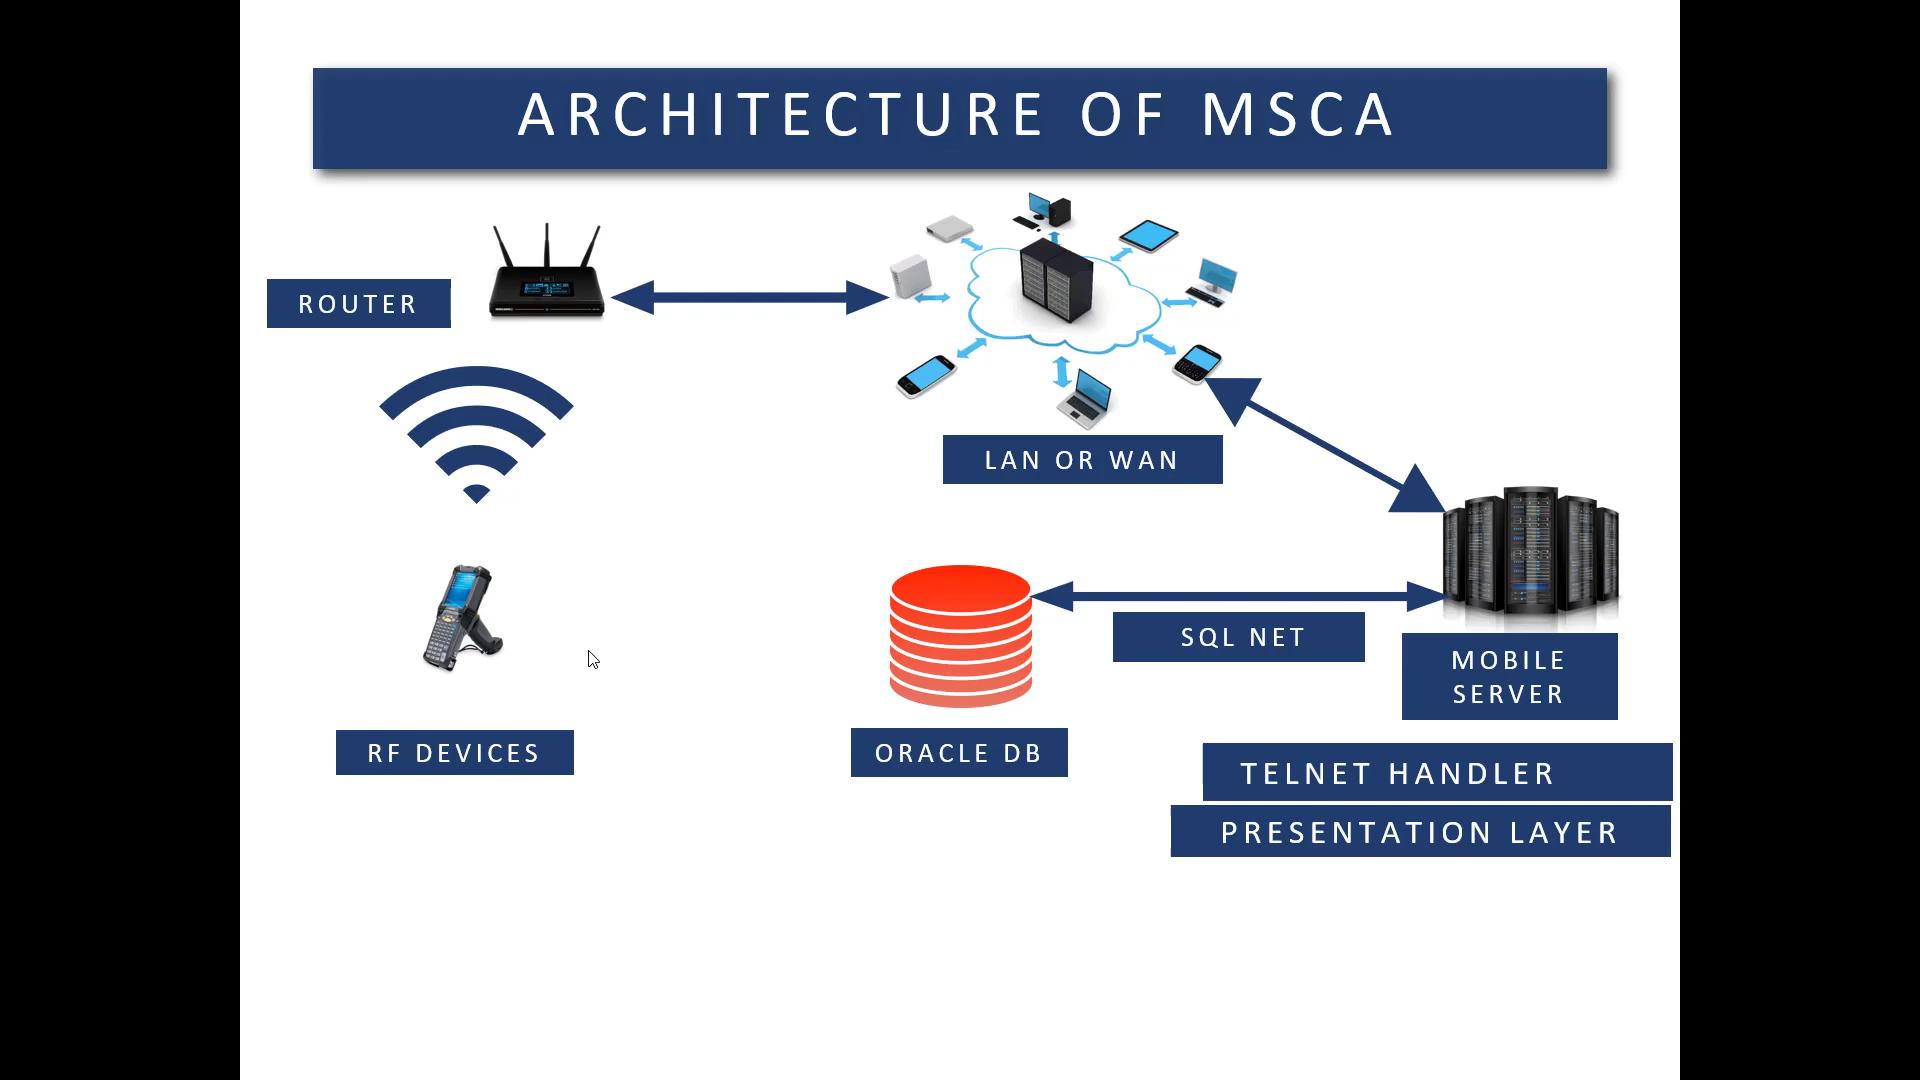 ARCHITECTURE OF MSCA
ROUTER
LAN OR WAN
SQL NET
MOBILE
SERVER
RF DEVICES
ORACLE DB
TELNET HANDLER
PRESENTATION LAYER